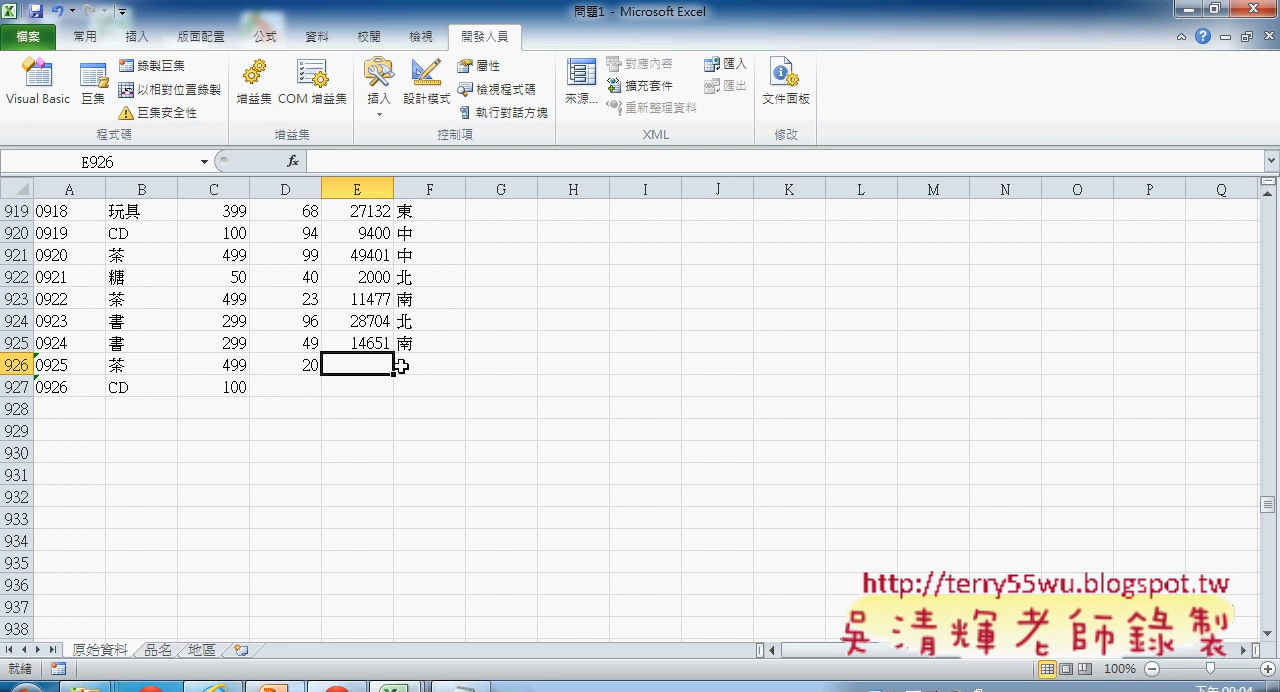 問題1 - Microsoft Excel
檔案 常用 插入 版面配置 公式 資料 校閱 檢視 開發人員
Visual Basic 巨集 錄製巨集 以相對位置錄製 巨集安全性 程式碼
增益集 COM 增益集 增益集
插入 設計模式 屬性 檢視程式碼 執行對話方塊 控制項
來源... 對應內容 擴充套件 重新整理資料 匯入 匯出 XML
文件面板 修改
E926 fx
A B C D E F G H I J K L M N O P Q
919 0918 玩具 399 68 27132 東
920 0919 CD 100 94 9400 中
921 0920 茶 499 99 49401 中
922 0921 糖 50 40 2000 北
923 0922 茶 499 23 11477 南
924 0923 書 299 96 28704 北
925 0924 書 299 49 14651 南
926 0925 茶 499 20
927 0926 CD 100
928
929
930
931
932
933
934
935
936
937
938
http://terry55wu.blogspot.tw
吳清輝老師錄製
原始資料 品名 地區
就緒 100%
下午 09:04